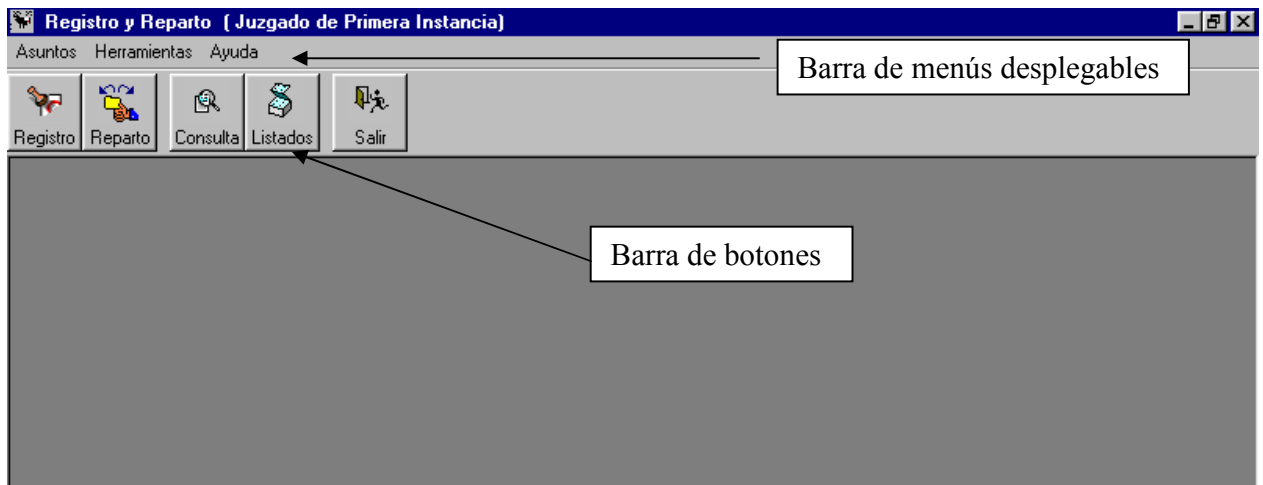 Registro y Reparto ( Juzgado de Primera Instancia)
Asuntos Herramientas Ayuda
Barra de menús desplegables
Registro Reparto Consulta Listados Salir
Barra de botones